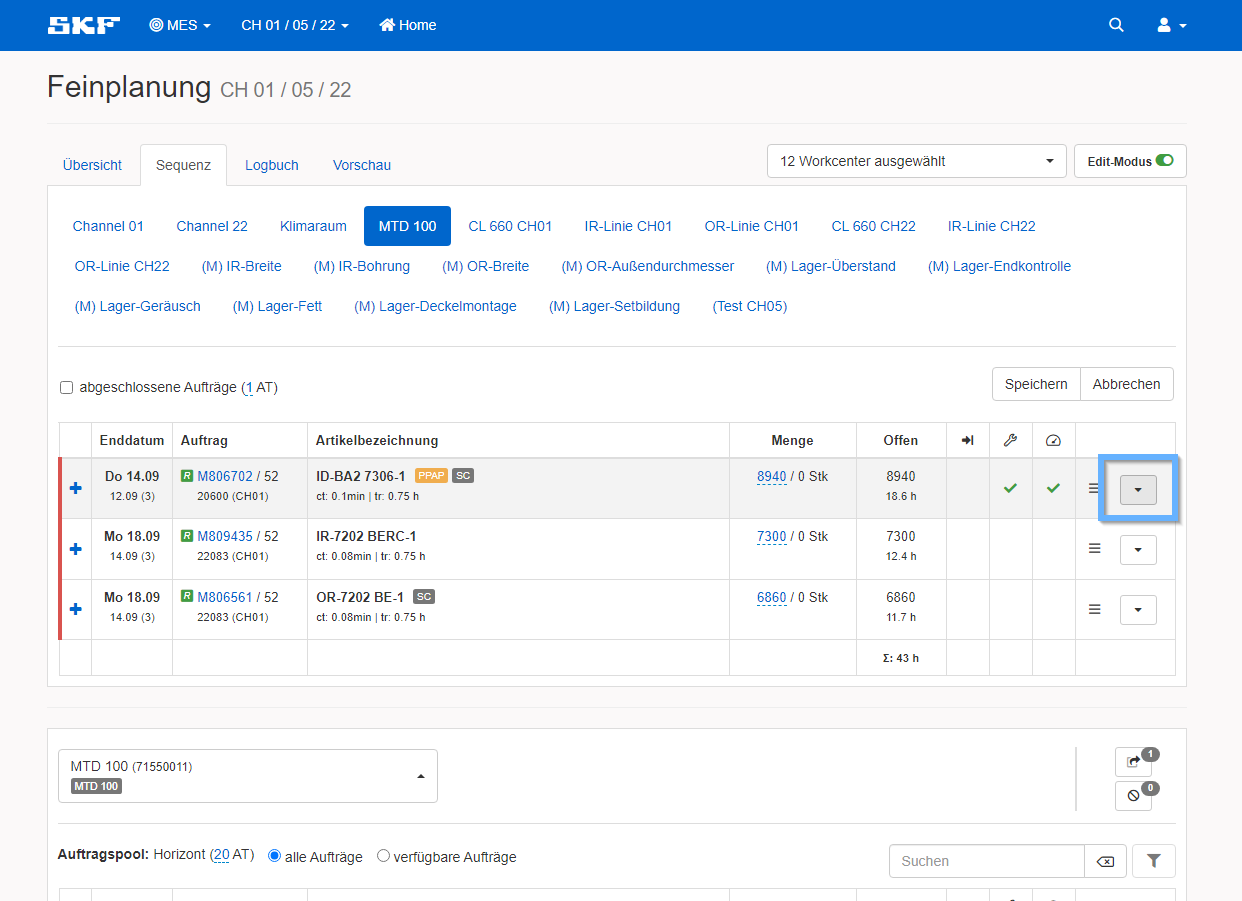 SKF MES CH 01 / 05 / 22 Home
Feinplanung CH 01 / 05 / 22
Übersicht Sequenz Logbuch Vorschau 12 Workcenter ausgewählt Edit-Modus
Channel 01 Channel 22 Klimaraum MTD 100 CL 660 CH01 IR-Linie CH01 OR-Linie CH01 CL 660 CH22 IR-Linie CH22
OR-Linie CH22 (M) IR-Breite (M) IR-Bohrung (M) OR-Breite (M) OR-Außendurchmesser (M) Lager-Überstand (M) Lager-Endkontrolle
(M) Lager-Geräusch (M) Lager-Fett (M) Lager-Deckelmontage (M) Lager-Setbildung (Test CH05)
abgeschlossene Aufträge (1 AT) Speichern Abbrechen
Enddatum Auftrag Artikelbezeichnung Menge Offen
Do 14.09 R M806702 / 52 ID-BA2 7306-1 PPAP SC 8940 / 0 Stk 8940
12.09 (3) 20600 (CH01) ct: 0.1min | tr: 0.75 h 18.6 h
Mo 18.09 R M809435 / 52 IR-7202 BERC-1 7300 / 0 Stk 7300
14.09 (3) 22083 (CH01) ct: 0.08min | tr: 0.75 h 12.4 h
Mo 18.09 R M806561 / 52 OR-7202 BE-1 SC 6860 / 0 Stk 6860
14.09 (3) 22083 (CH01) ct: 0.08min | tr: 0.75 h 11.7 h
Σ: 43 h
MTD 100 (71550011) 1
MTD 100 0
Auftragspool: Horizont (20 AT) alle Aufträge verfügbare Aufträge Suchen